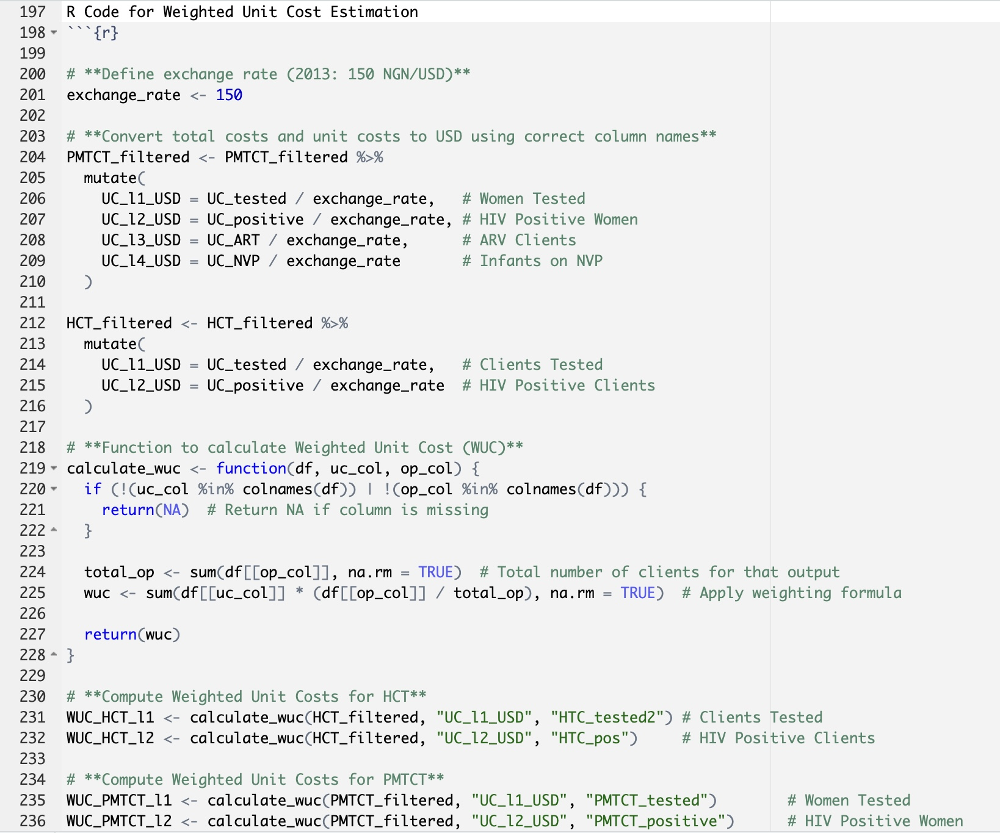 197 R Code for Weighted Unit Cost Estimation
198 ```{r}
199
200 # **Define exchange rate (2013: 150 NGN/USD)**
201 exchange_rate <- 150
202
203 # **Convert total costs and unit costs to USD using correct column names**
204 PMTCT_filtered <- PMTCT_filtered %>%
205   mutate(
206     UC_l1_USD = UC_tested / exchange_rate,   # Women Tested
207     UC_l2_USD = UC_positive / exchange_rate, # HIV Positive Women
208     UC_l3_USD = UC_ART / exchange_rate,      # ARV Clients
209     UC_l4_USD = UC_NVP / exchange_rate       # Infants on NVP
210   )
211
212 HCT_filtered <- HCT_filtered %>%
213   mutate(
214     UC_l1_USD = UC_tested / exchange_rate,   # Clients Tested
215     UC_l2_USD = UC_positive / exchange_rate  # HIV Positive Clients
216   )
217
218 # **Function to calculate Weighted Unit Cost (WUC)**
219 calculate_wuc <- function(df, uc_col, op_col) {
220   if (!(uc_col %in% colnames(df)) | !(op_col %in% colnames(df))) {
221     return(NA)  # Return NA if column is missing
222   }
223
224   total_op <- sum(df[[op_col]], na.rm = TRUE)  # Total number of clients for that output
225   wuc <- sum(df[[uc_col]] * (df[[op_col]] / total_op), na.rm = TRUE)  # Apply weighting formula
226
227   return(wuc)
228 }
229
230 # **Compute Weighted Unit Costs for HCT**
231 WUC_HCT_l1 <- calculate_wuc(HCT_filtered, "UC_l1_USD", "HTC_tested2") # Clients Tested
232 WUC_HCT_l2 <- calculate_wuc(HCT_filtered, "UC_l2_USD", "HTC_pos")     # HIV Positive Clients
233
234 # **Compute Weighted Unit Costs for PMTCT**
235 WUC_PMTCT_l1 <- calculate_wuc(PMTCT_filtered, "UC_l1_USD", "PMTCT_tested")        # Women Tested
236 WUC_PMTCT_l2 <- calculate_wuc(PMTCT_filtered, "UC_l2_USD", "PMTCT_positive")      # HIV Positive Women